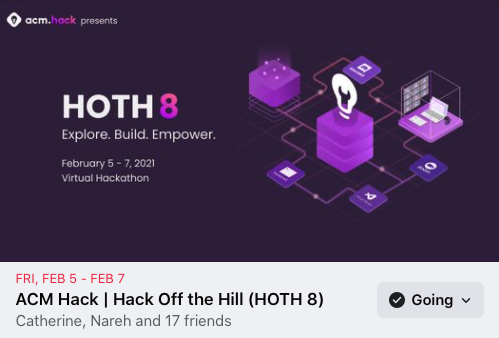 acm.hack presents
HOTH 8
Explore. Build. Empower.
February 5 - 7, 2021
Virtual Hackathon
FRI, FEB 5 - FEB 7
ACM Hack | Hack Off the Hill (HOTH 8)
Going
Catherine, Nareh and 17 friends